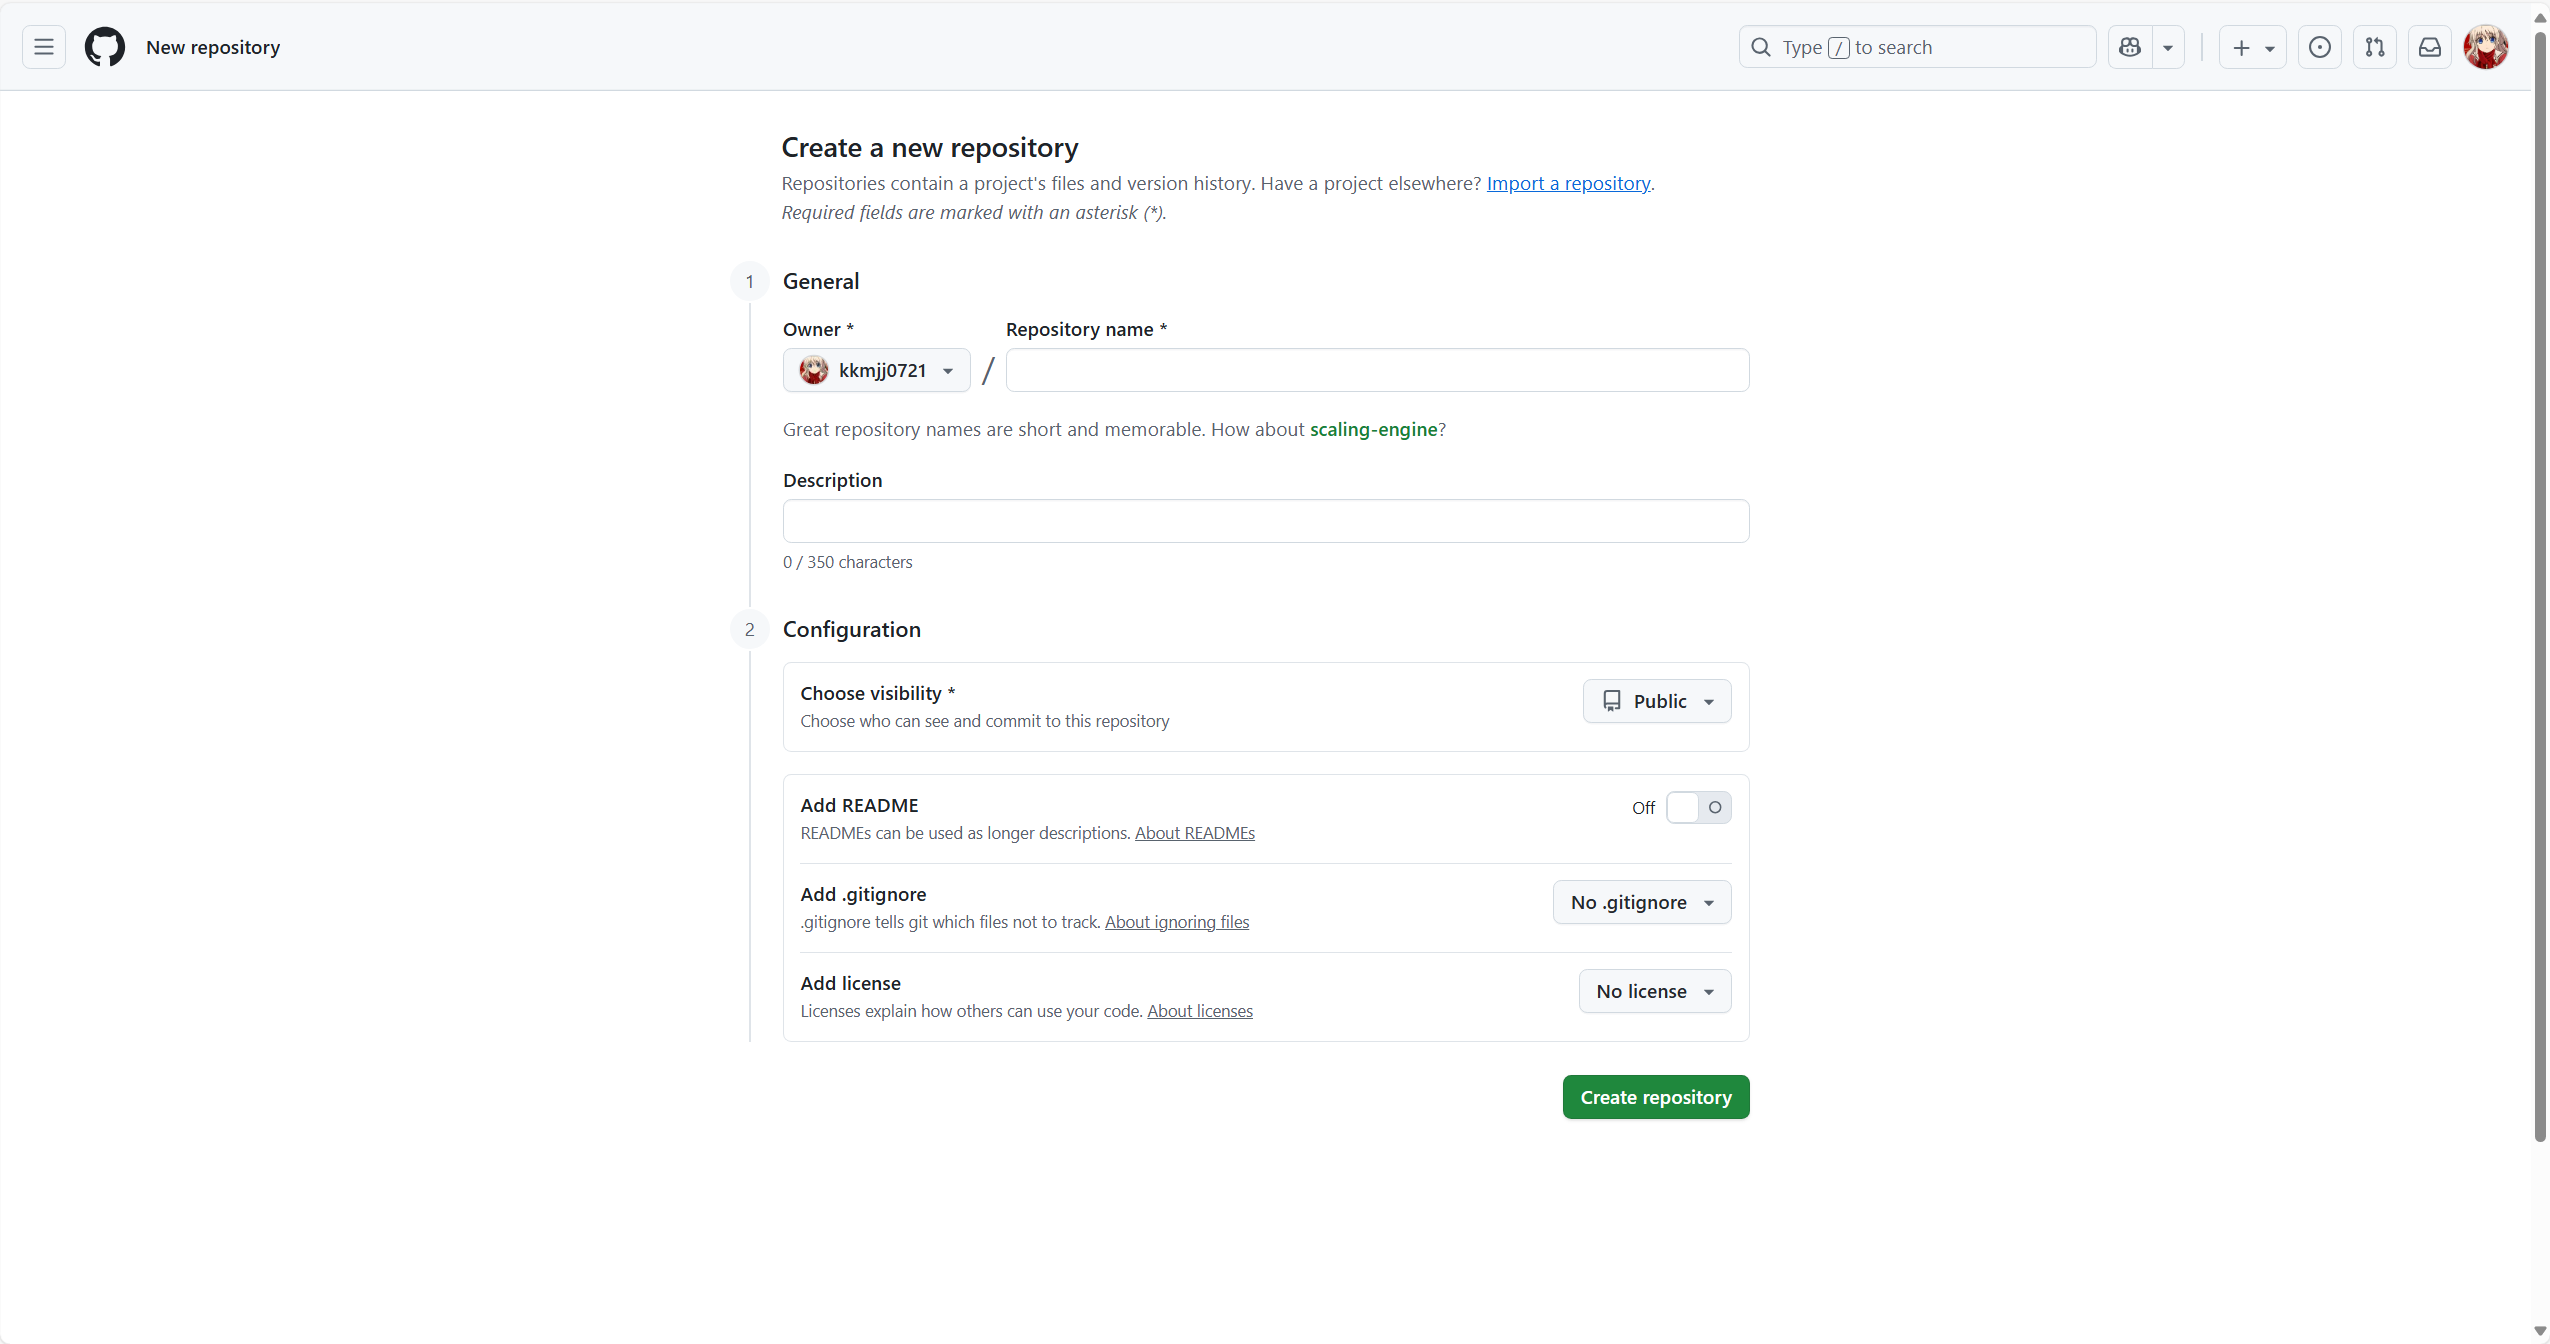 New repository
Type / to search
Create a new repository
Repositories contain a project's files and version history. Have a project elsewhere? Import a repository.
Required fields are marked with an asterisk (*).
1 General
Owner * Repository name *
kkmjj0721 /
Great repository names are short and memorable. How about scaling-engine?
Description
0 / 350 characters
2 Configuration
Choose visibility *
Choose who can see and commit to this repository
Public
Add README
READMEs can be used as longer descriptions. About READMEs
Off
Add .gitignore
.gitignore tells git which files not to track. About ignoring files
No .gitignore
Add license
Licenses explain how others can use your code. About licenses
No license
Create repository